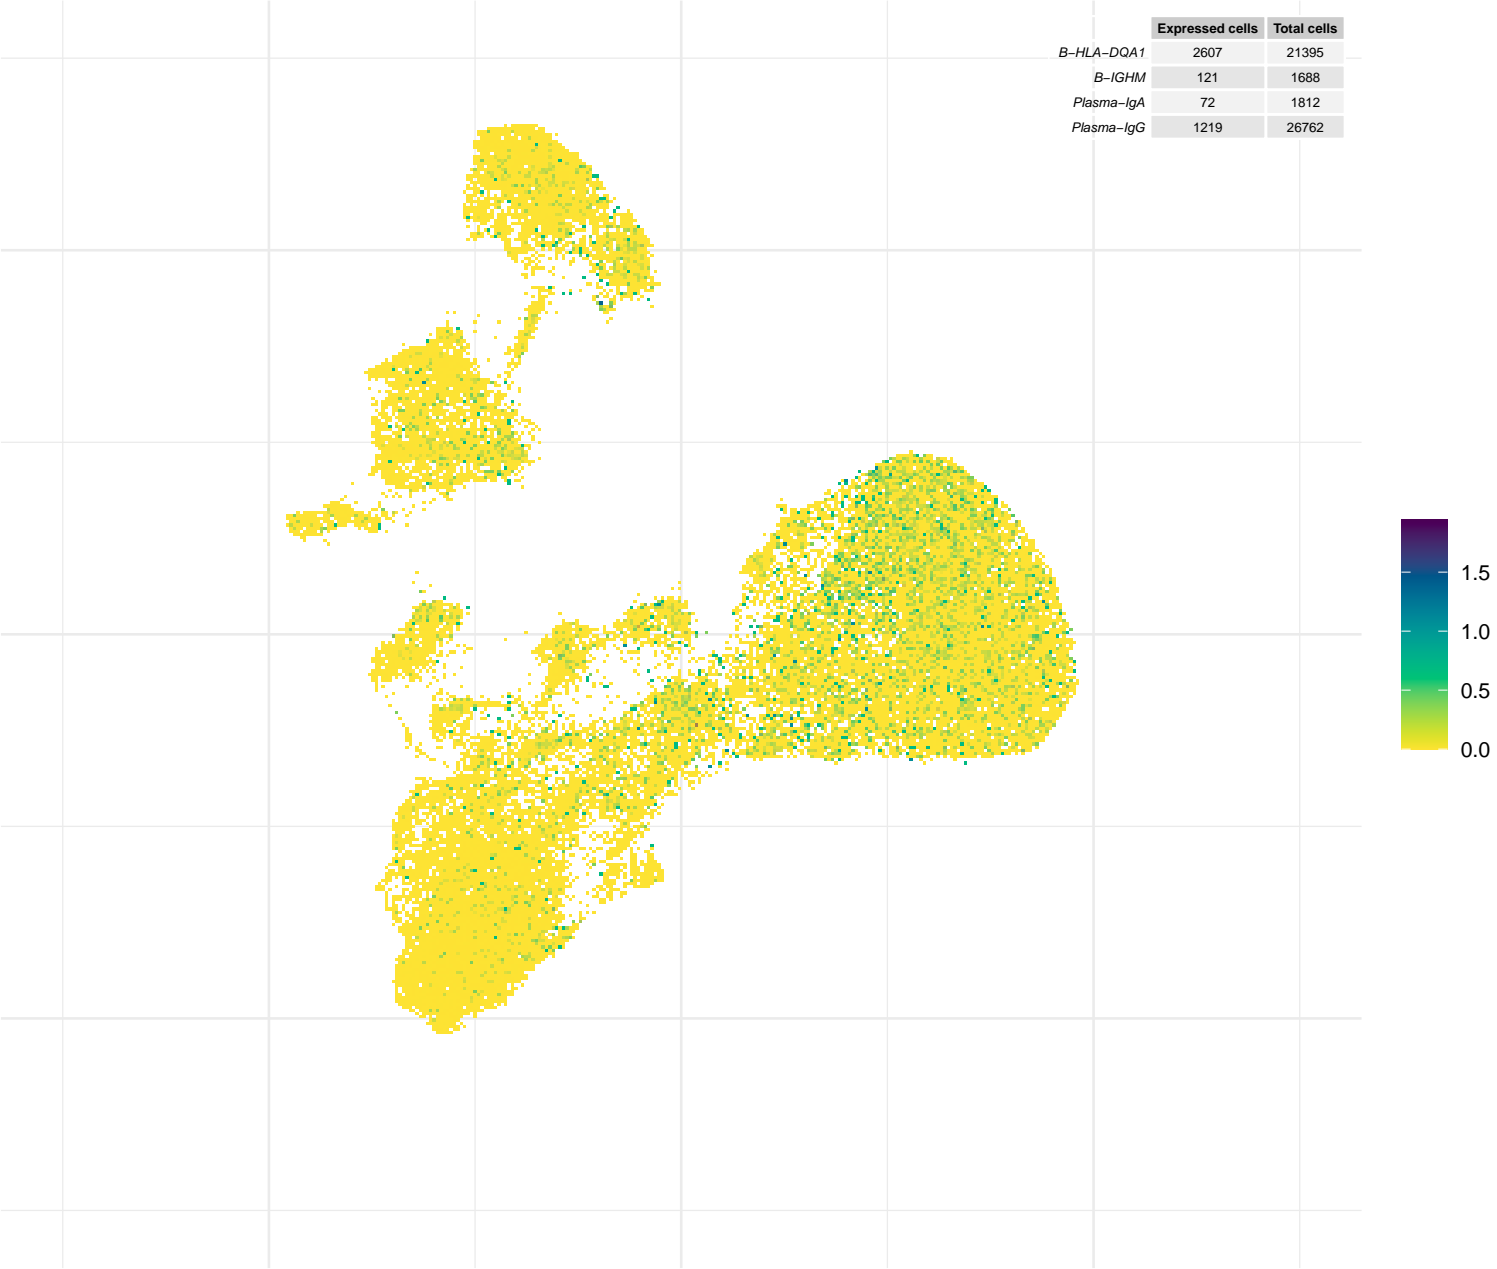 Expressed cells Total cells
B−HLA−DQA1 2607 21395
B−IGHM 121 1688
Plasma−IgA 72 1812
Plasma−IgG 1219 26762
1.5
1.0
0.5
0.0